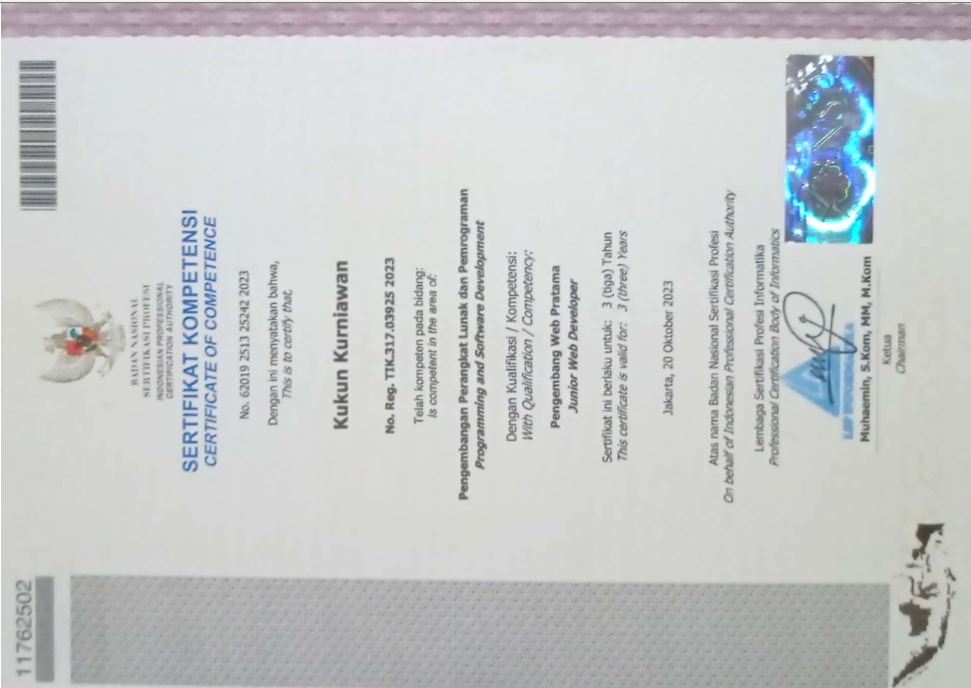 11762502
BADAN NASIONAL
SERTIFIKASI PROFESI
INDONESIAN PROFESSIONAL
CERTIFICATION AUTHORITY
SERTIFIKAT KOMPETENSI
CERTIFICATE OF COMPETENCE
No. 62019 2513 25242 2023
Dengan ini menyatakan bahwa,
This is to certify that,
Kukun Kurniawan
No. Reg. TIK.317.03925 2023
Telah kompeten pada bidang:
Is competent in the area of:
Pengembangan Perangkat Lunak dan Pemrograman
Programming and Software Development
Dengan Kualifikasi / Kompetensi:
With Qualification / Competency:
Pengembang Web Pratama
Junior Web Developer
Sertifikat ini berlaku untuk: 3 (tiga) Tahun
This certificate is valid for: 3 (three) Years
Jakarta, 20 Oktober 2023
Atas nama Badan Nasional Sertifikasi Profesi
On behalf of Indonesian Professional Certification Authority
Lembaga Sertifikasi Profesi Informatika
Professional Certification Body of Informatics
Muhaemin, S.Kom, MM, M.Kom
Ketua
Chairman